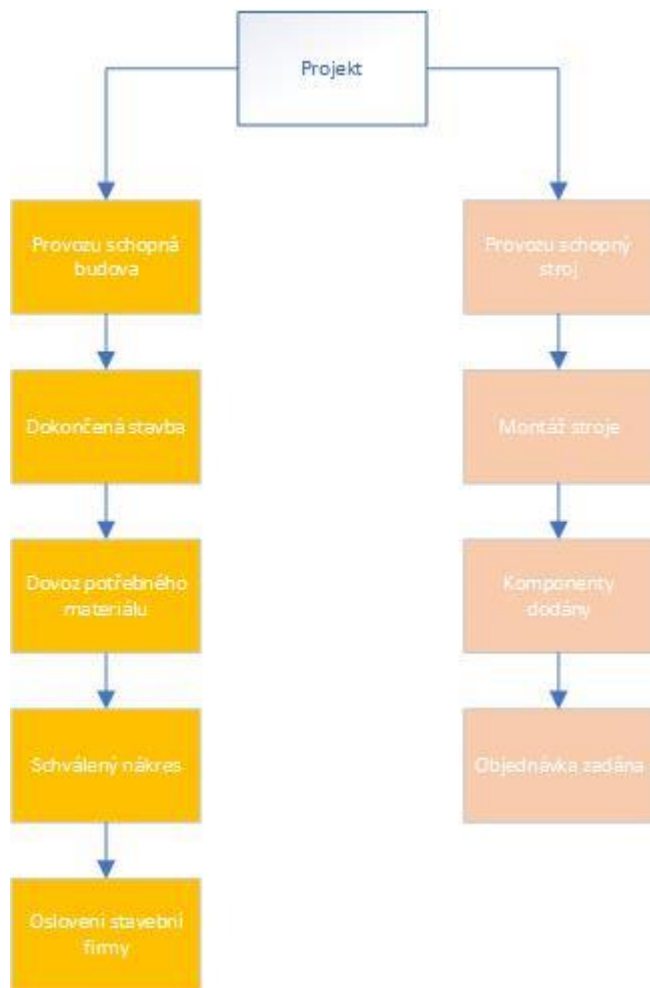 Projekt
Provozu schopná
budova
Provozu schopný
stroj
Dokončená stavba
Montáž stroje
Dovoz potřebného
materiálu
Komponenty
dodány
Schválený nákres
Objednávka zadána
Oslovení stavební
firmy